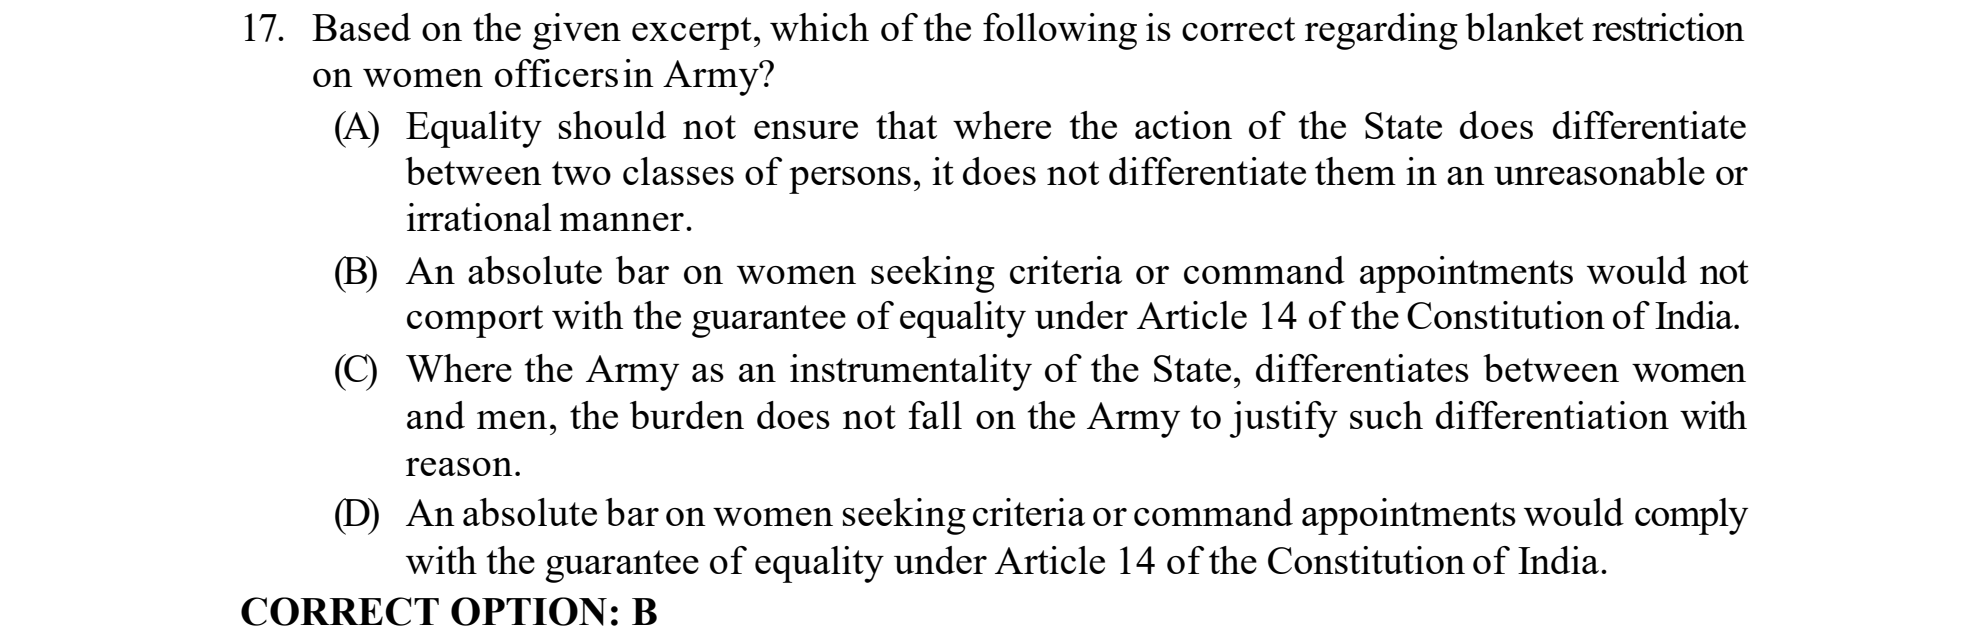 17. Based on the given excerpt, which of the following is correct regarding blanket restriction
on women officersin Army?
(A) Equality should not ensure that where the action of the State does differentiate
between two classes of persons, it does not differentiate them in an unreasonable or
irrational manner.
(B) An absolute bar on women seeking criteria or command appointments would not
comport with the guarantee of equality under Article 14 of the Constitution of India.
(C) Where the Army as an instrumentality of the State, differentiates between women
and men, the burden does not fall on the Army to justify such differentiation with
reason.
(D) An absolute bar on women seeking criteria or command appointments would comply
with the guarantee of equality under Article 14 of the Constitution of India.
CORRECT OPTION: B